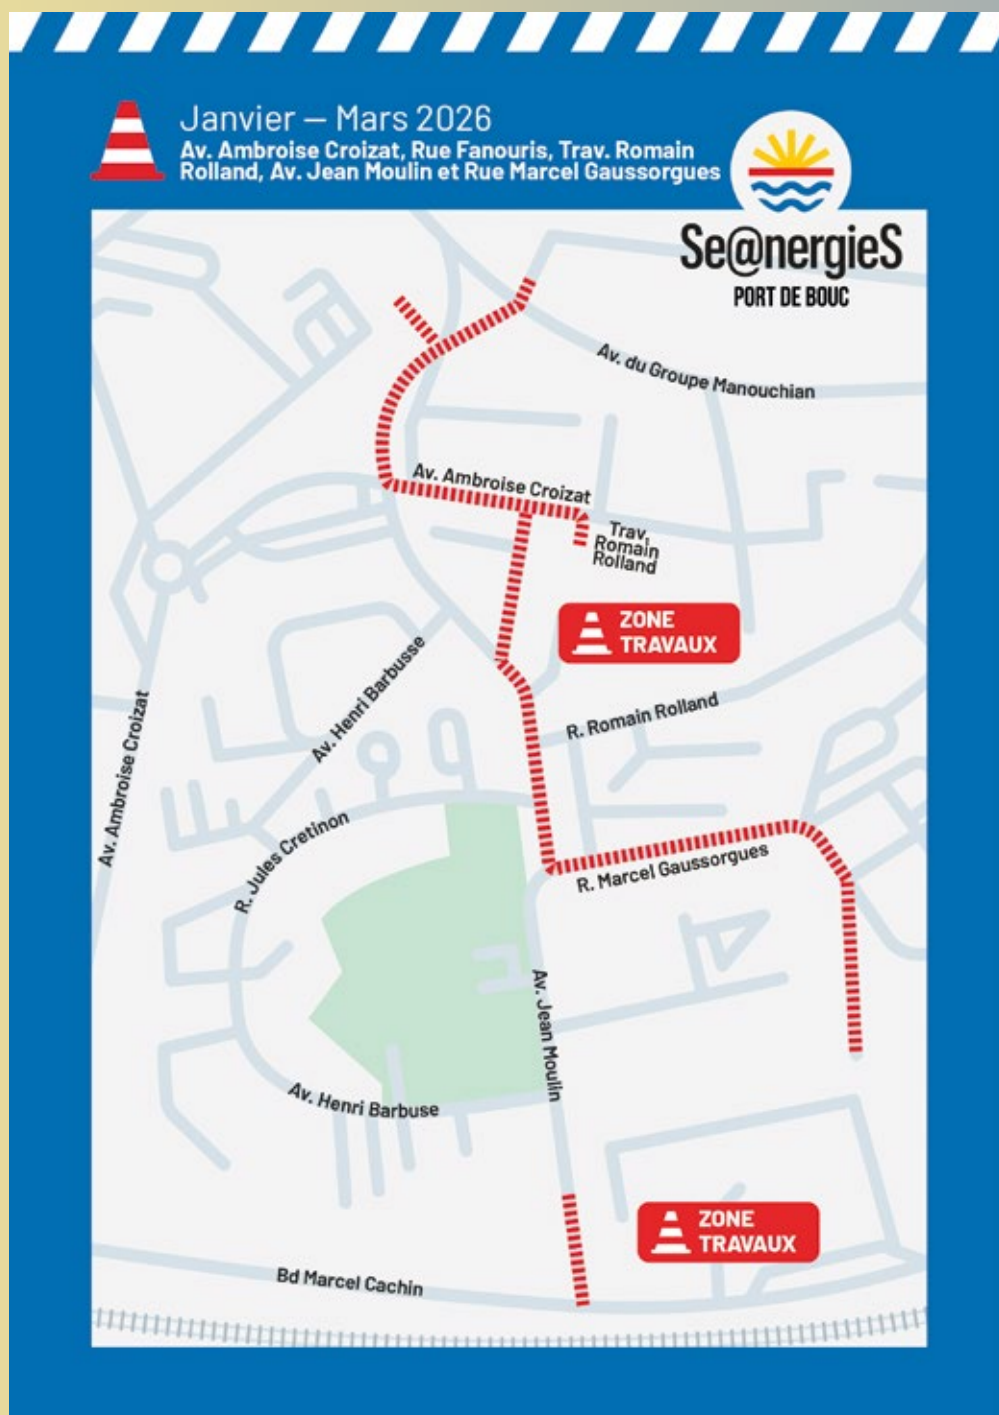 Janvier – Mars 2026
Av. Ambroise Croizat, Rue Fanouris, Trav. Romain
Rolland, Av. Jean Moulin et Rue Marcel Gaussorgues
Se@nergieS
PORT DE BOUC
Av. du Groupe Manouchian
Av. Ambroise Croizat
Trav.
Romain
Rolland
ZONE
TRAVAUX
Av. Henri Barbusse
R. Romain Rolland
Av. Ambroise Croizat
R. Jules Cretinon
R. Marcel Gaussorgues
Av. Jean Moulin
Av. Henri Barbuse
ZONE
TRAVAUX
Bd Marcel Cachin